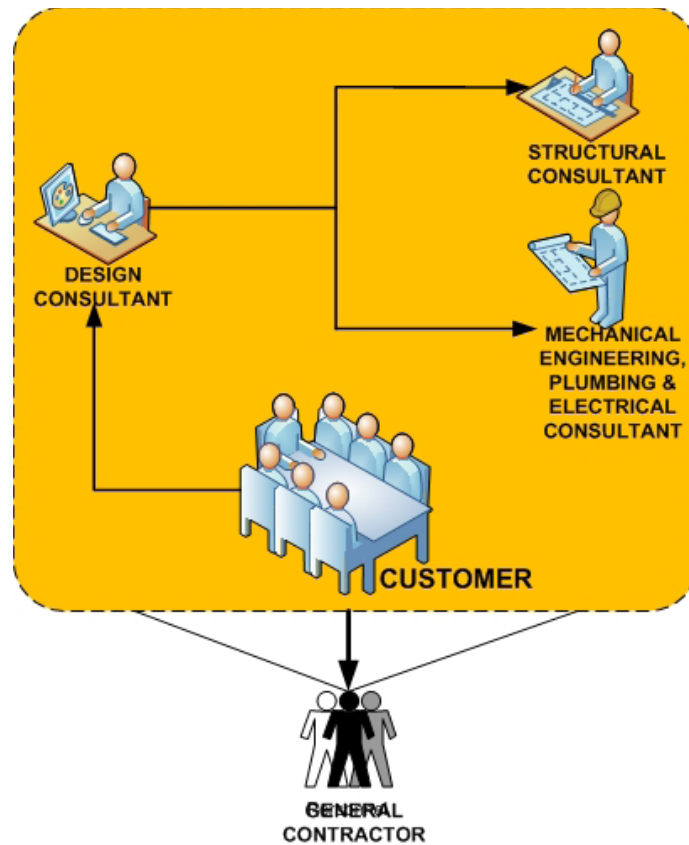 STRUCTURAL
CONSULTANT
DESIGN
CONSULTANT
MECHANICAL
ENGINEERING,
PLUMBING &
ELECTRICAL
CONSULTANT
CUSTOMER
GENERAL
CONTRACTOR